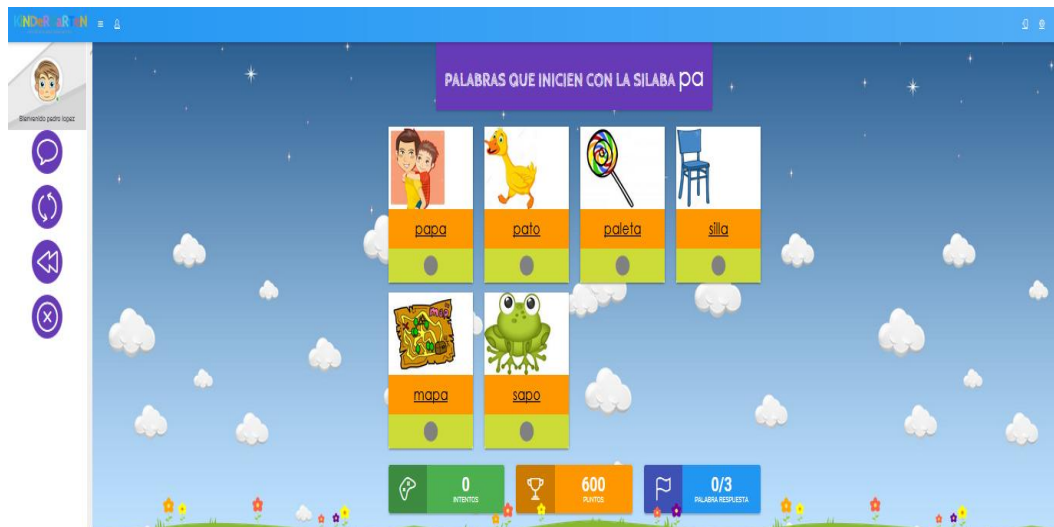 KINDERGARTEN
Bienvenido pedro lopez
PALABRAS QUE INICIEN CON LA SILABA pa
papa
pato
paleta
silla
mapa
sapo
0
INTENTOS
600
PUNTOS
0/3
PALABRA RESPUESTA